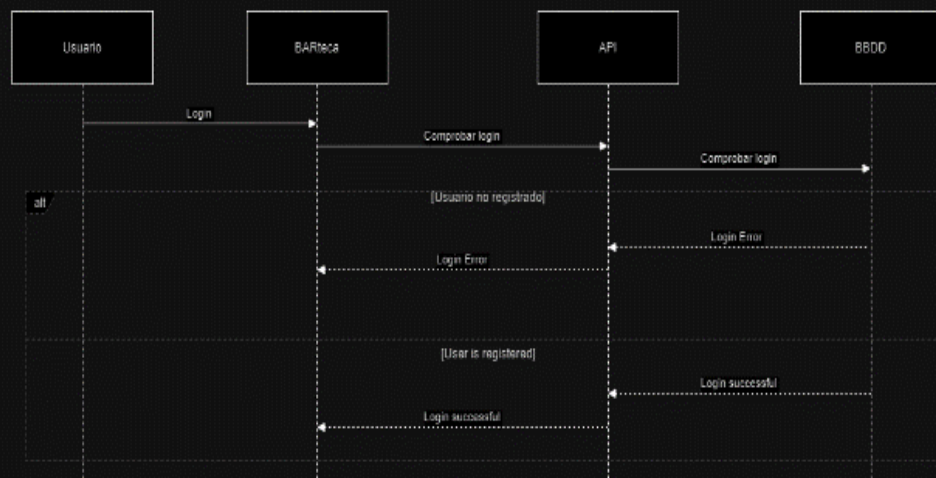 Usuario
BARteca
API
BBDD
Login
Comprobar login
Comprobar login
alt
[Usuario no registrado]
Login Error
Login Error
[User is registered]
Login successful
Login successful